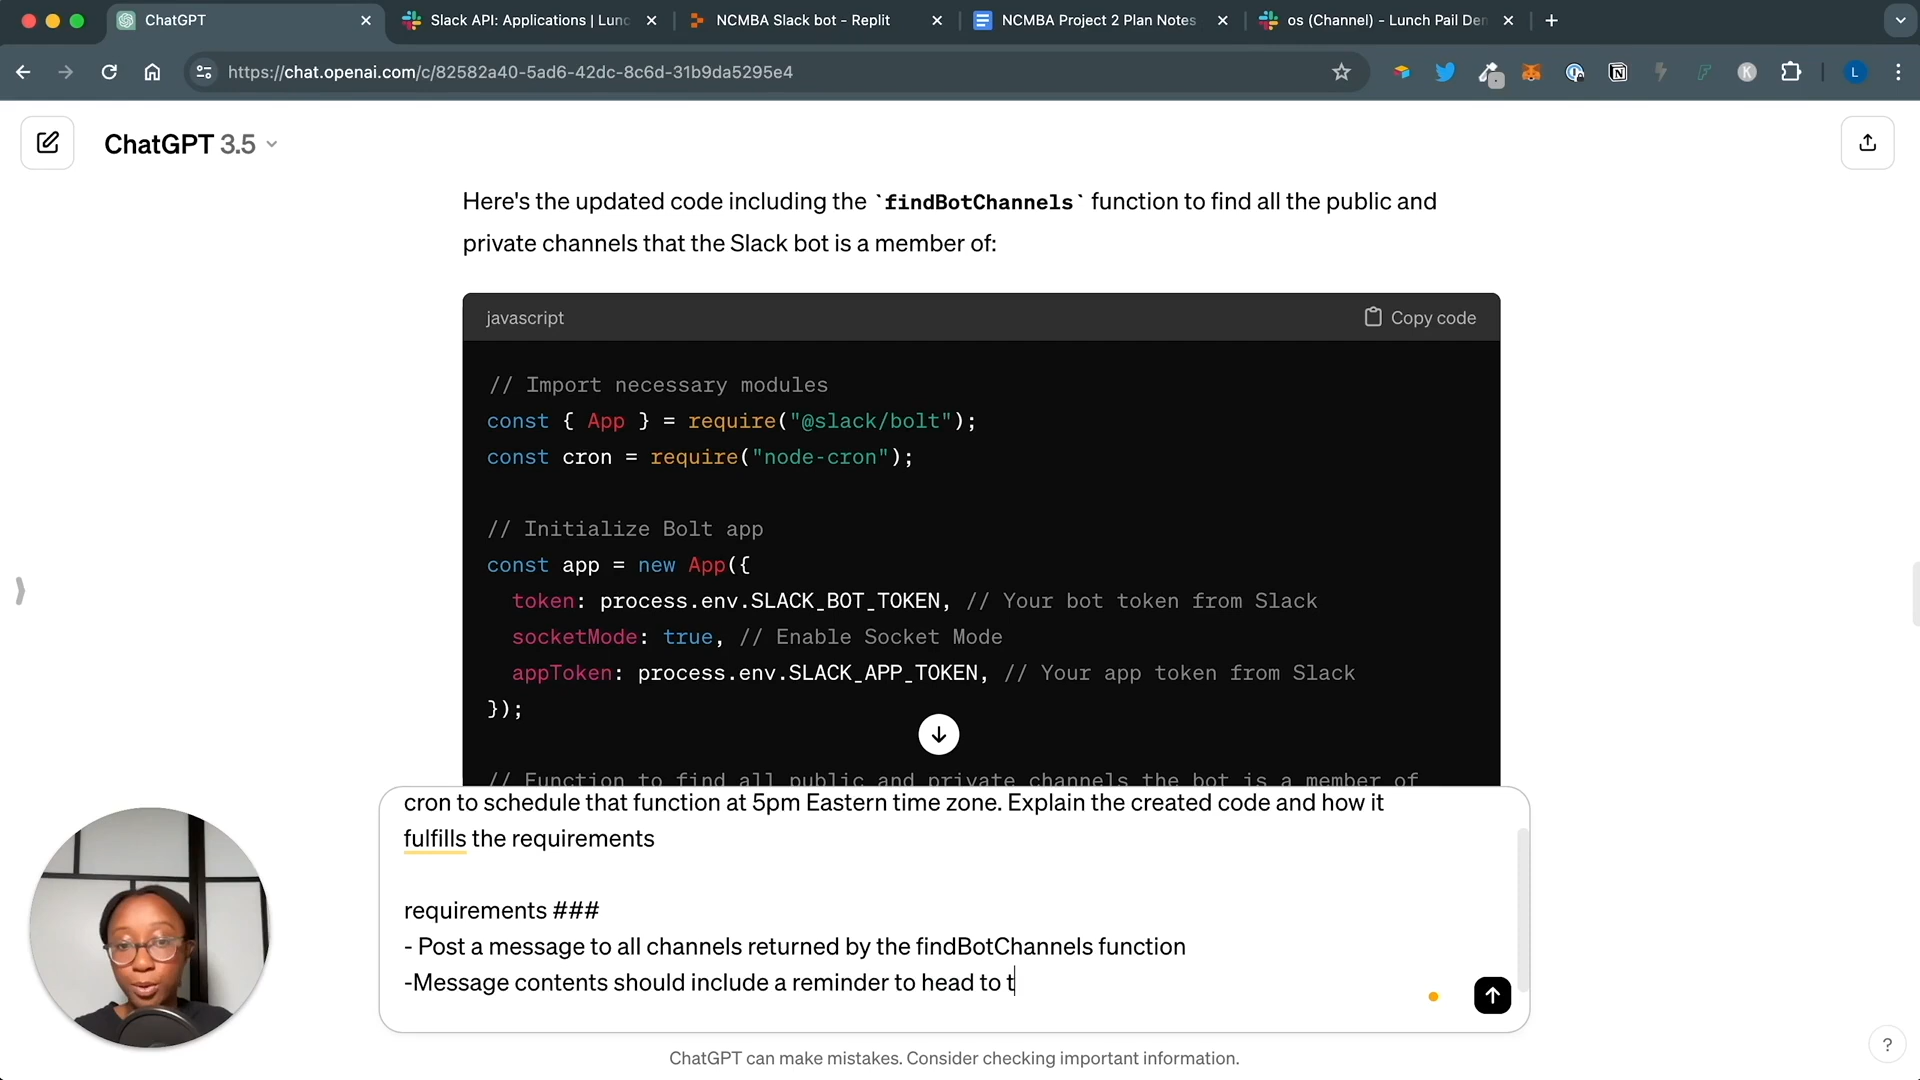 ChatGPT
Slack API: Applications | Lunc
NCMBA Slack bot - Replit
NCMBA Project 2 Plan Notes
os (Channel) - Lunch Pail Den
https://chat.openai.com/c/82582a40-5ad6-42dc-8c6d-31b9da5295e4
K
L
ChatGPT 3.5
Here's the updated code including the `findBotChannels` function to find all the public and
private channels that the Slack bot is a member of:
javascript
Copy code
// Import necessary modules
const { App } = require("@slack/bolt");
const cron = require("node-cron");
// Initialize Bolt app
const app = new App({
token: process.env.SLACK_BOT_TOKEN, // Your bot token from Slack
socketMode: true, // Enable Socket Mode
appToken: process.env.SLACK_APP_TOKEN, // Your app token from Slack
});
// Function to find all public and private channels the bot is a member of
cron to schedule that function at 5pm Eastern time zone. Explain the created code and how it
fulfills the requirements
requirements ###
- Post a message to all channels returned by the findBotChannels function
-Message contents should include a reminder to head to t
ChatGPT can make mistakes. Consider checking important information.
?